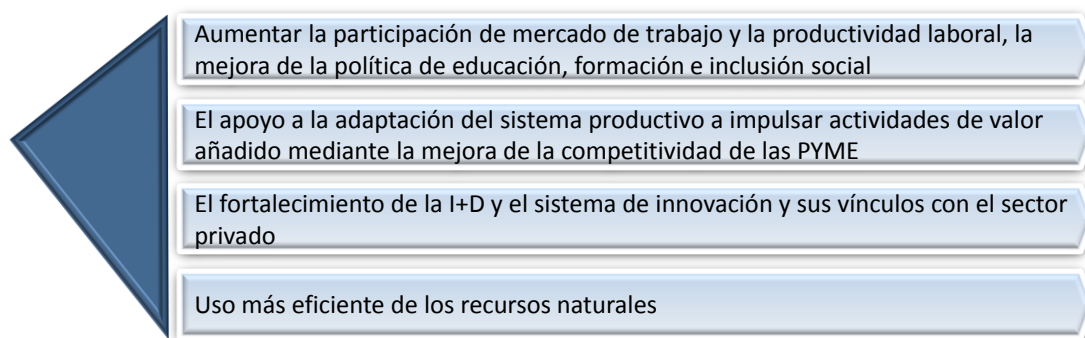 Aumentar la participación de mercado de trabajo y la productividad laboral, la
mejora de la política de educación, formación e inclusión social
El apoyo a la adaptación del sistema productivo a impulsar actividades de valor
añadido mediante la mejora de la competitividad de las PYME
El fortalecimiento de la I+D y el sistema de innovación y sus vínculos con el sector
privado
Uso más eficiente de los recursos naturales